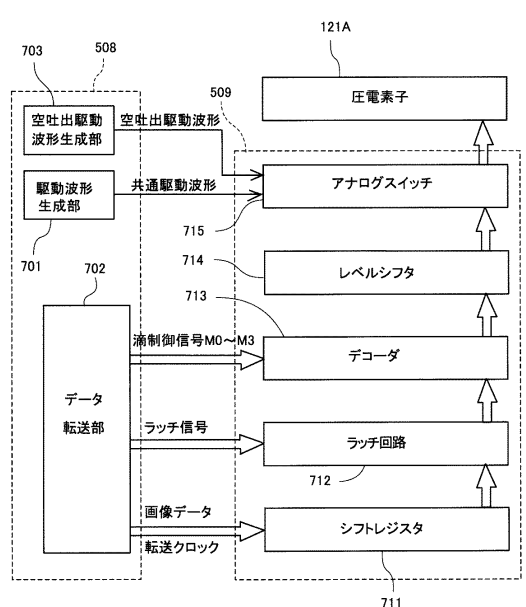 703
508
121A
空吐出駆動
波形生成部
空吐出駆動波形
509
圧電素子
駆動波形
生成部
共通駆動波形
アナログスイッチ
701
715
702
714
レベルシフタ
713
滴制御信号M0~M3
デコーダ
データ
転送部
ラッチ信号
ラッチ回路
712
画像データ
転送クロック
シフトレジスタ
711